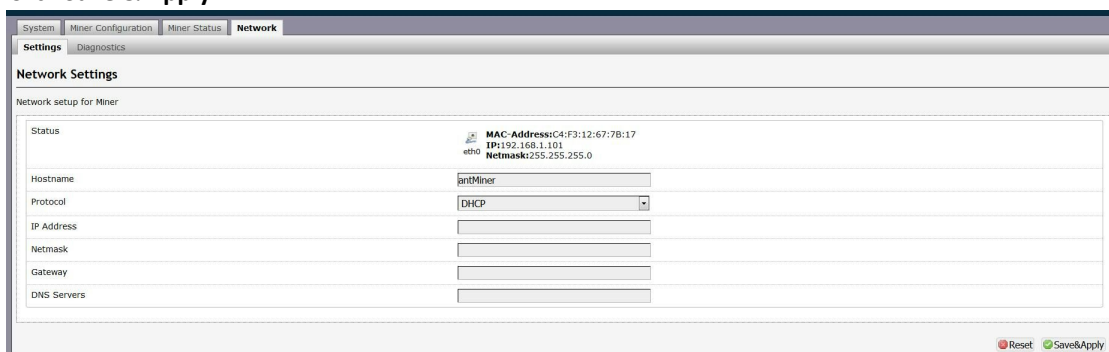 System Miner Configuration Miner Status Network
Settings Diagnostics
Network Settings
Network setup for Miner
Status
eth0
MAC-Address:C4:F3:12:67:7B:17
IP:192.168.1.101
Netmask:255.255.255.0
Hostname antMiner
Protocol DHCP
IP Address
Netmask
Gateway
DNS Servers
Reset Save&Apply